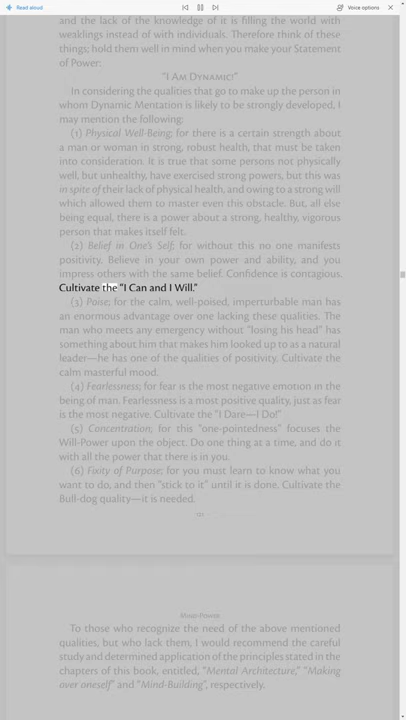 Read aloud
Voice options
and the lack of the knowledge of it is filling the world with
weaklings instead of with individuals. Therefore think of these
things; hold them well in mind when you make your Statement
of Power:
“I AM DYNAMIC!”
In considering the qualities that go to make up the person in
whom Dynamic Mentation is likely to be strongly developed, I
may mention the following:
(1) Physical Well-Being; for there is a certain strength about
a man or woman in strong, robust health, that must be taken
into consideration. It is true that some persons not physically
well, but unhealthy, have exercised strong powers, but this was
in spite of their lack of physical health, and owing to a strong will
which allowed them to master even this obstacle. But, all else
being equal, there is a power about a strong, healthy, vigorous
person that makes itself felt.
(2) Belief in One’s Self; for without this no one manifests
positivity. Believe in your own power and ability, and you
impress others with the same belief. Confidence is contagious.
Cultivate the “I Can and I Will.”
(3) Poise; for the calm, well-poised, imperturbable man has
an enormous advantage over one lacking these qualities. The
man who meets any emergency without “losing his head” has
something about him that makes him looked up to as a natural
leader—he has one of the qualities of positivity. Cultivate the
calm masterful mood.
(4) Fearlessness; for fear is the most negative emotion in the
being of man. Fearlessness is a most positive quality, just as fear
is the most negative. Cultivate the “I Dare—I Do!”
(5) Concentration; for this “one-pointedness” focuses the
Will-Power upon the object. Do one thing at a time, and do it
with all the power that there is in you.
(6) Fixity of Purpose; for you must learn to know what you
want to do, and then “stick to it” until it is done. Cultivate the
Bull-dog quality—it is needed.
Mind-Power
To those who recognize the need of the above mentioned
qualities, but who lack them, I would recommend the careful
study and determined application of the principles stated in the
chapters of this book, entitled, “Mental Architecture,” “Making
over oneself” and “Mind-Building”, respectively.